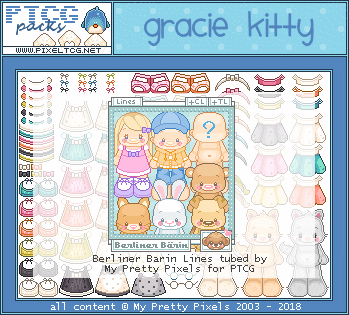 PTCG
packs
www.PIXELTCG.NET
gracie kitty
Lines
+CL
+TL
?
Berliner Bärin
Berliner Barin Lines tubed by
My Pretty Pixels for PTCG
all content © My Pretty Pixels 2003 - 2018